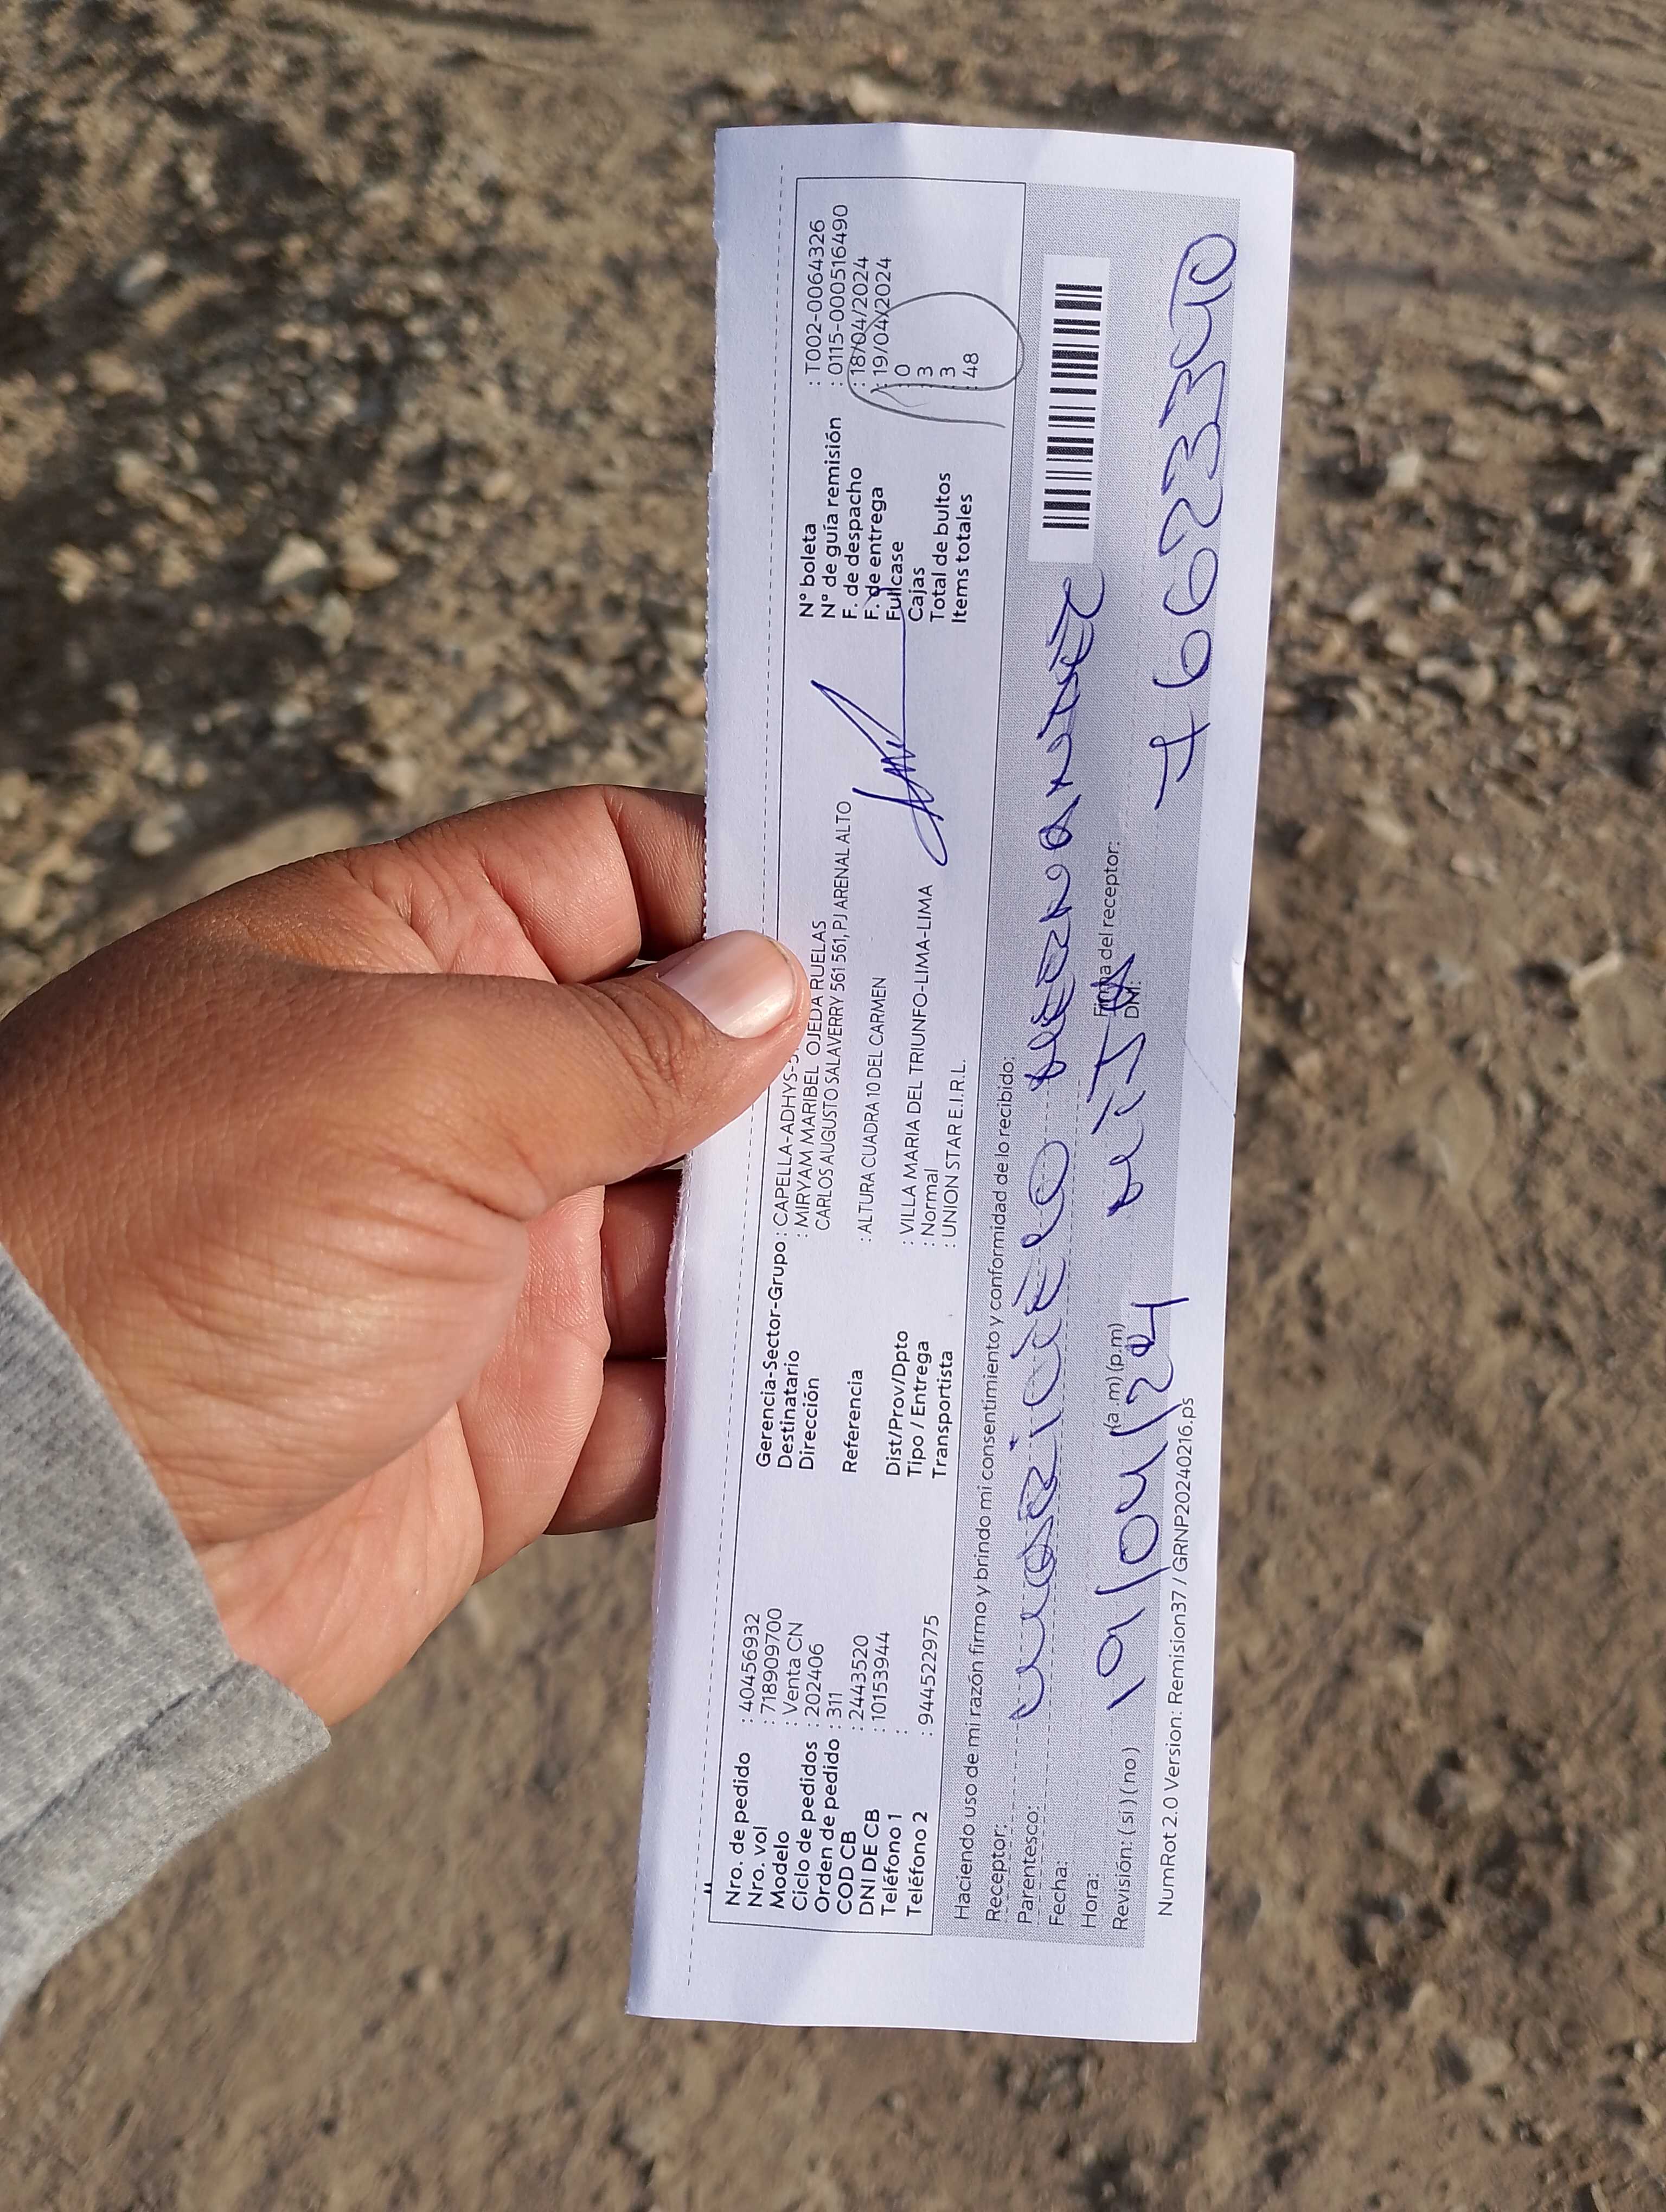 Nro. de pedido : 40456932
Nro. vol : 718909700
Modelo : Venta CN
Ciclo de pedidos : 202406
Orden de pedido : 311
COD CB : 2443520
DNI DE CB : 10153944
Teléfono 1 :
Teléfono 2 : 944522975
Gerencia-Sector-Grupo : CAPELLA-ADHYS-
Destinatario : MIRYAM MARIBEL OJEDA RUELAS
Dirección CARLOS AUGUSTO SALAVERRY 561 561, PJ ARENAL ALTO
Referencia : ALTURA CUADRA 10 DEL CARMEN
Dist/Prov/Dpto : VILLA MARIA DEL TRIUNFO-LIMA-LIMA
Tipo / Entrega : Normal
Transportista : UNION STAR E.I.R.L.
N° boleta : T002-0064326
N° de guía remisión : 0115-000516490
F. de despacho : 18/04/2024
F. de entrega : 19/04/2024
Fullcase : 0
Cajas : 3
Total de bultos : 3
Items totales : 48
Haciendo uso de mi razón firmo y brindo mi consentimiento y conformidad de lo recibido:
Receptor:
Parentesco: Maricielo
Fecha:
Hora: 19/04/24 (a.m) (p.m)
Firma del receptor:
DNI:
Revisión: ( si ) ( no )
NumRot 2.0 Version: Remision37 / GRNP20240216.ps